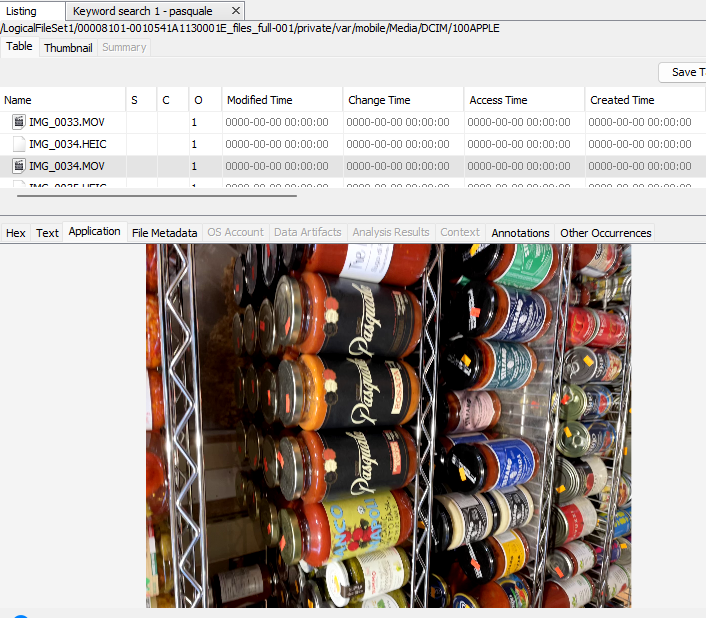 Listing
Keyword search 1 - pasquale
/LogicalFileSet1/00008101-0010541A1130001E_files_full-001/private/var/mobile/Media/DCIM/100APPLE
Table Thumbnail Summary
Save T
Name S C O Modified Time Change Time Access Time Created Time
IMG_0033.MOV 1 0000-00-00 00:00:00 0000-00-00 00:00:00 0000-00-00 00:00:00 0000-00-00 00:00:00
IMG_0034.HEIC 1 0000-00-00 00:00:00 0000-00-00 00:00:00 0000-00-00 00:00:00 0000-00-00 00:00:00
IMG_0034.MOV 1 0000-00-00 00:00:00 0000-00-00 00:00:00 0000-00-00 00:00:00 0000-00-00 00:00:00
Hex Text Application File Metadata OS Account Data Artifacts Analysis Results Context Annotations Other Occurrences
Pasquale
Pasquale
Pasquale